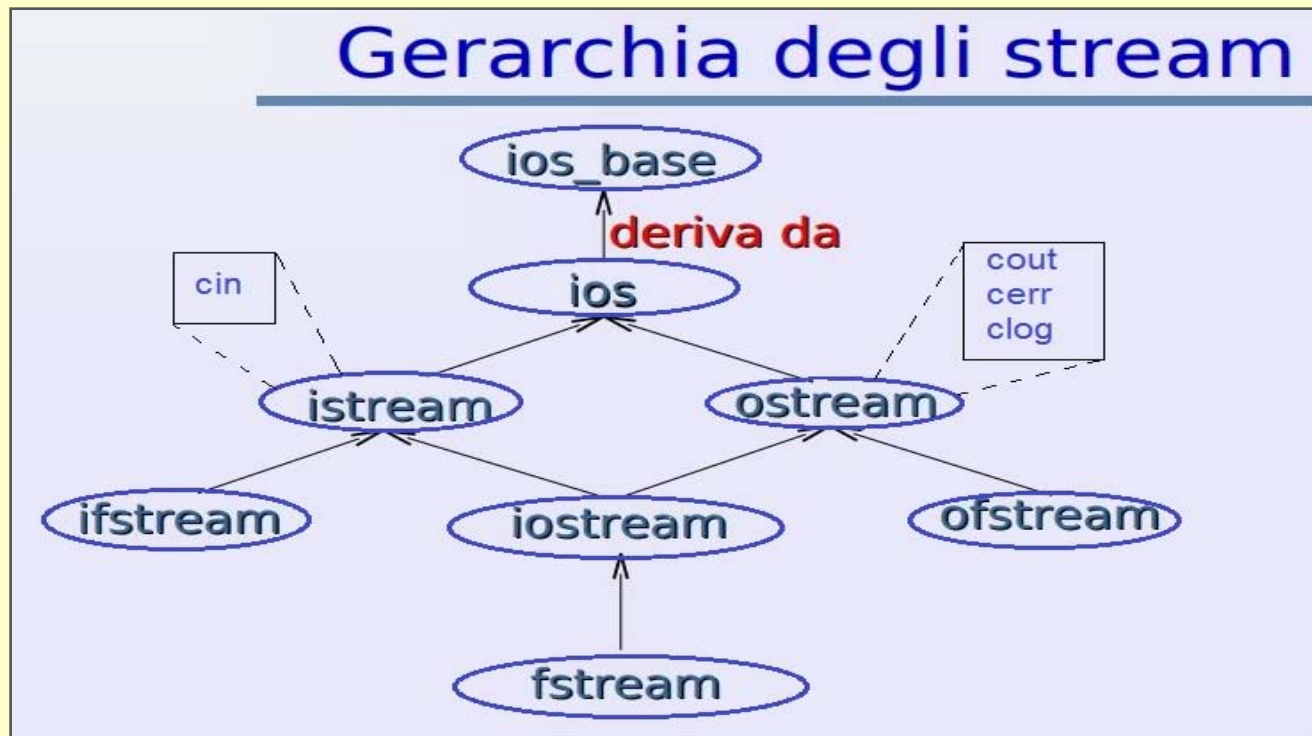 Gerarchia degli stream
ios_base
deriva da
ios
cin
cout
cerr
clog
istream
ostream
ifstream
iostream
ofstream
fstream